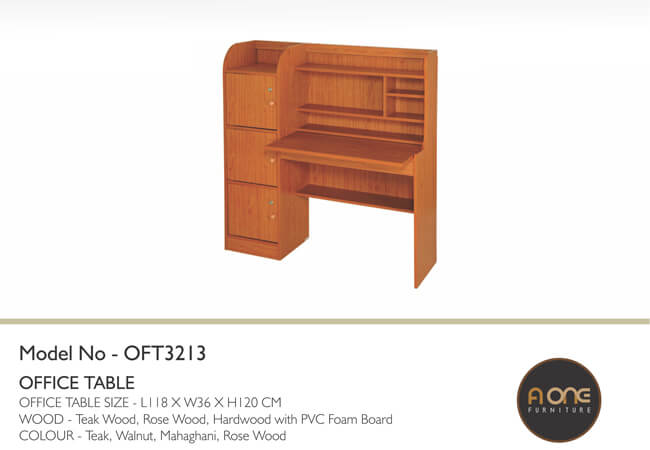 Model No - OFT3213
OFFICE TABLE
OFFICE TABLE SIZE - L118 X W36 X H120 CM
WOOD - Teak Wood, Rose Wood, Hardwood with PVC Foam Board
COLOUR - Teak, Walnut, Mahaghani, Rose Wood
A ONE
FURNITURE